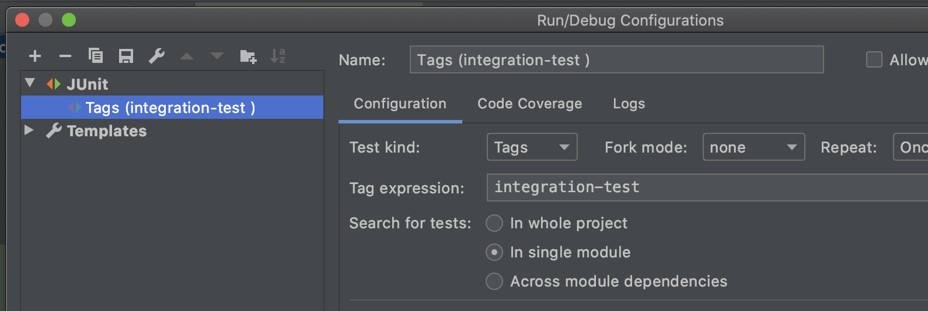 Run/Debug Configurations
Name: Tags (integration-test )
Allow
JUnit
Tags (integration-test )
Templates
Configuration Code Coverage Logs
Test kind: Tags Fork mode: none Repeat: Onc
Tag expression: integration-test
Search for tests: In whole project
In single module
Across module dependencies